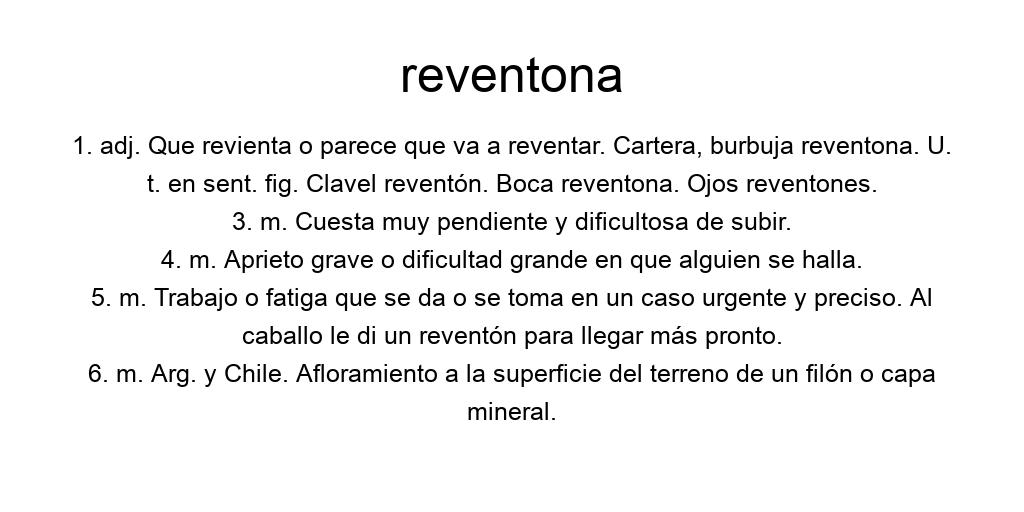 reventona
1. adj. Que revienta o parece que va a reventar. Cartera, burbuja reventona. U.
t. en sent. fig. Clavel reventón. Boca reventona. Ojos reventones.
3. m. Cuesta muy pendiente y dificultosa de subir.
4. m. Aprieto grave o dificultad grande en que alguien se halla.
5. m. Trabajo o fatiga que se da o se toma en un caso urgente y preciso. Al
caballo le di un reventón para llegar más pronto.
6. m. Arg. y Chile. Afloramiento a la superficie del terreno de un filón o capa
mineral.